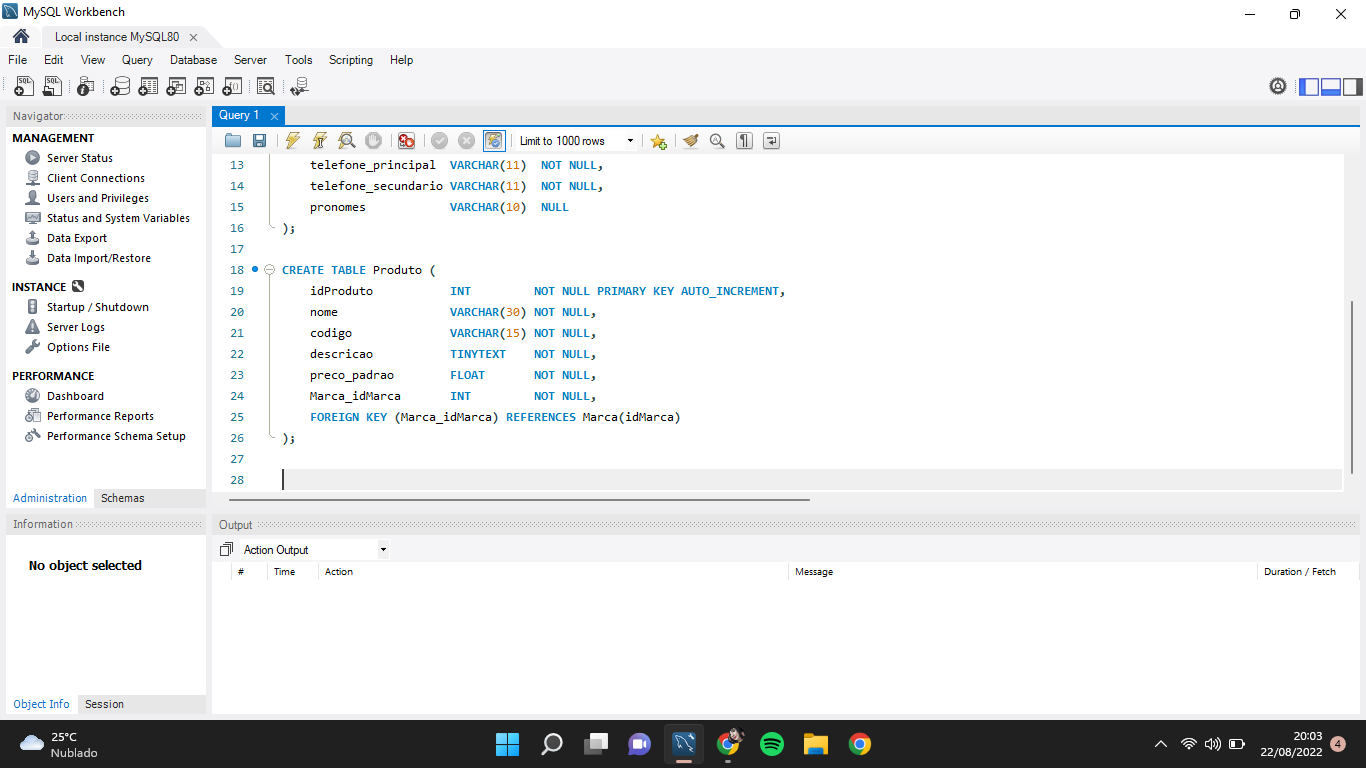 MySQL Workbench
Local instance MySQL80
File Edit View Query Database Server Tools Scripting Help
Navigator
MANAGEMENT
Server Status
Client Connections
Users and Privileges
Status and System Variables
Data Export
Data Import/Restore
INSTANCE
Startup / Shutdown
Server Logs
Options File
PERFORMANCE
Dashboard
Performance Reports
Performance Schema Setup
Administration Schemas
Information
No object selected
Object Info Session
Query 1
Limit to 1000 rows
13 telefone_principal VARCHAR(11) NOT NULL,
14 telefone_secundario VARCHAR(11) NOT NULL,
15 pronomes VARCHAR(10) NULL
16 );
17
18 CREATE TABLE Produto (
19 idProduto INT NOT NULL PRIMARY KEY AUTO_INCREMENT,
20 nome VARCHAR(30) NOT NULL,
21 codigo VARCHAR(15) NOT NULL,
22 descricao TINYTEXT NOT NULL,
23 preco_padrao FLOAT NOT NULL,
24 Marca_idMarca INT NOT NULL,
25 FOREIGN KEY (Marca_idMarca) REFERENCES Marca(idMarca)
26 );
27
28
Output
Action Output
# Time Action Message Duration / Fetch
25°C
Nublado
20:03
22/08/2022
4